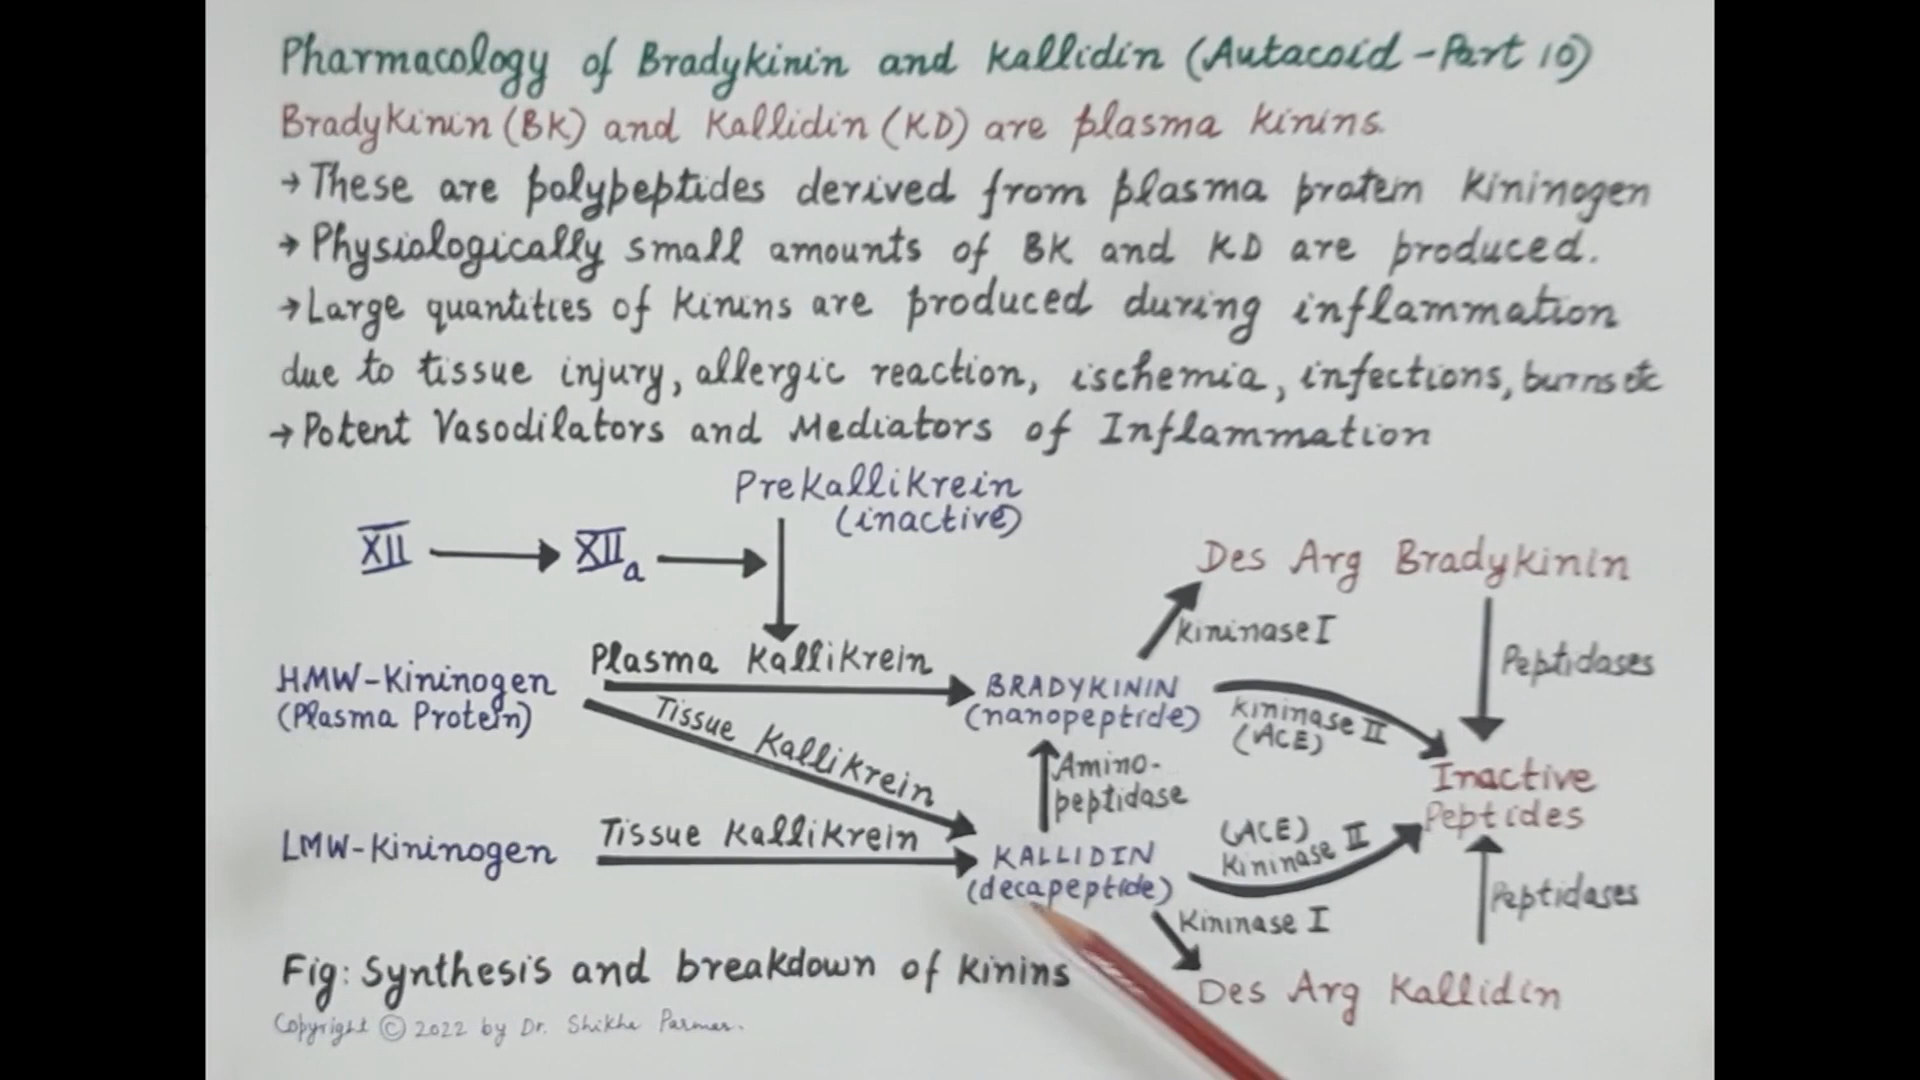 Pharmacology of Bradykinin and Kallidin (Autacoid - Part 10)
Bradykinin (BK) and Kallidin (KD) are plasma kinins.
→ These are polypeptides derived from plasma protein Kininogen
→ Physiologically small amounts of BK and KD are produced.
→ Large quantities of kinins are produced during inflammation
due to tissue injury, allergic reaction, ischemia, infections, burns etc
→ Potent Vasodilators and Mediators of Inflammation
Prekallikrein
(inactive)
XII
XIIa
Des Arg Bradykinin
Kininase I
Peptidases
Plasma Kallikrein
HMW-Kininogen
(Plasma Protein)
BRADYKININ
(nanopeptide)
Kininase II
(ACE)
Tissue Kallikrein
Amino-
peptidase
Inactive
Peptides
LMW-Kininogen
Tissue Kallikrein
KALLIDIN
(decapeptide)
(ACE)
Kininase II
Kininase I
Peptidases
Des Arg Kallidin
Fig: Synthesis and breakdown of Kinins
Copyright © 2022 by Dr. Shikha Parmar.